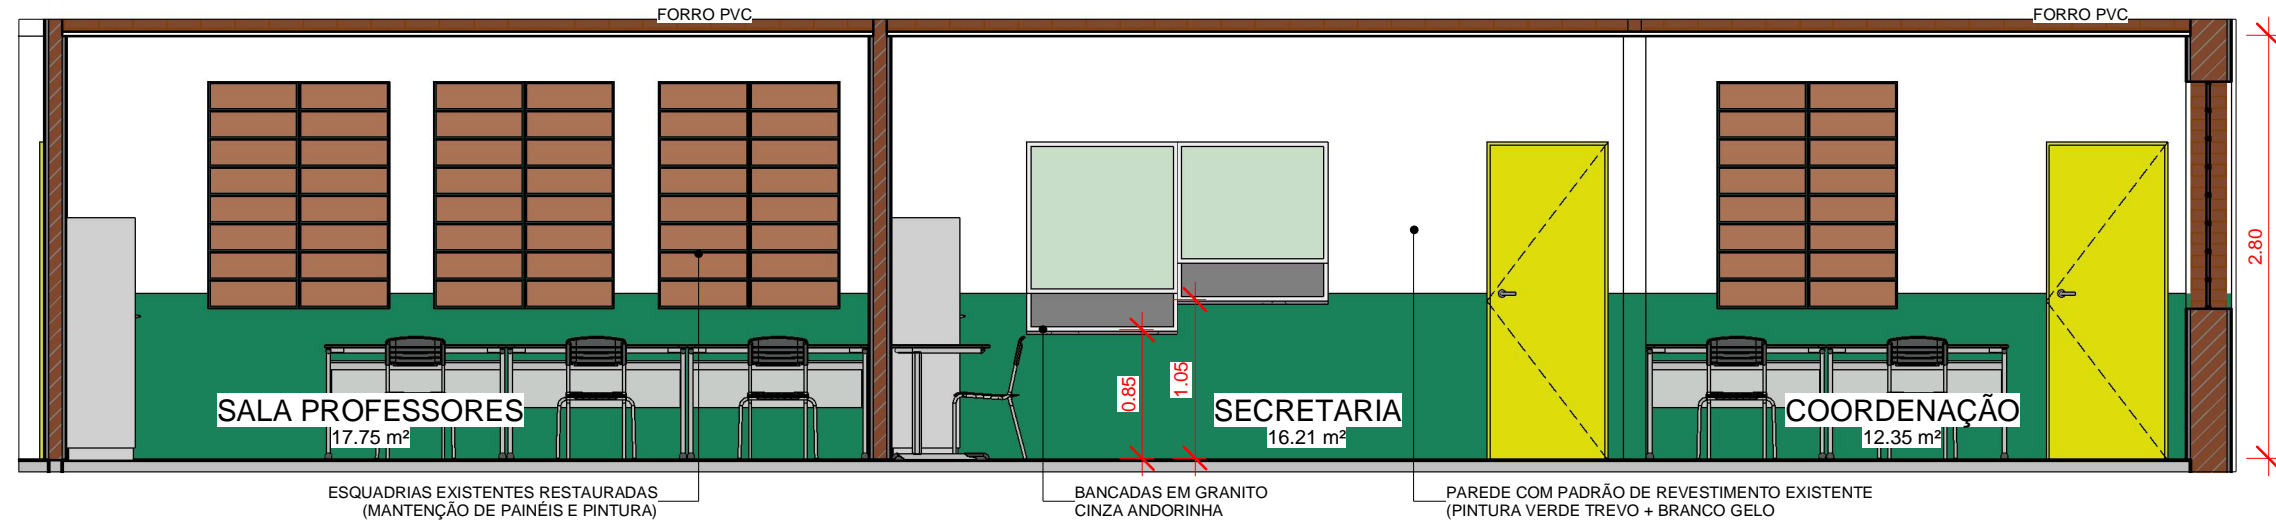 FORRO PVC
FORRO PVC
2.80
0.85
1.05
SALA PROFESSORES
17.75 m²
SECRETARIA
16.21 m²
COORDENAÇÃO
12.35 m²
ESQUADRIAS EXISTENTES RESTAURADAS
(MANTENÇÃO DE PAINÉIS E PINTURA)
BANCADAS EM GRANITO
CINZA ANDORINHA
PAREDE COM PADRÃO DE REVESTIMENTO EXISTENTE
(PINTURA VERDE TREVO + BRANCO GELO